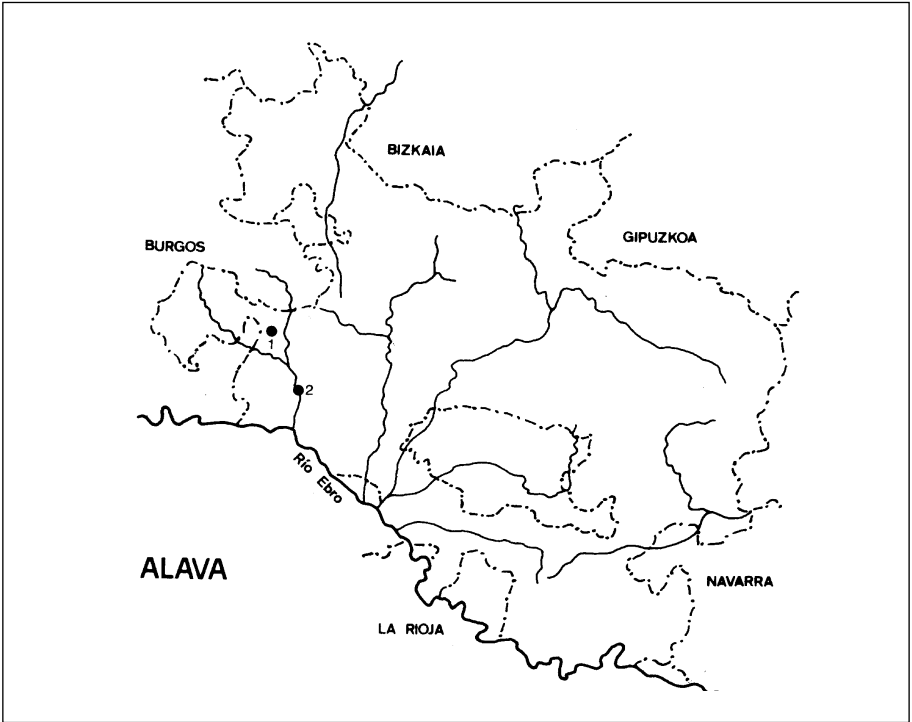 BIZKAIA
GIPUZKOA
BURGOS
1
2
Río Ebro
ALAVA
NAVARRA
LA RIOJA